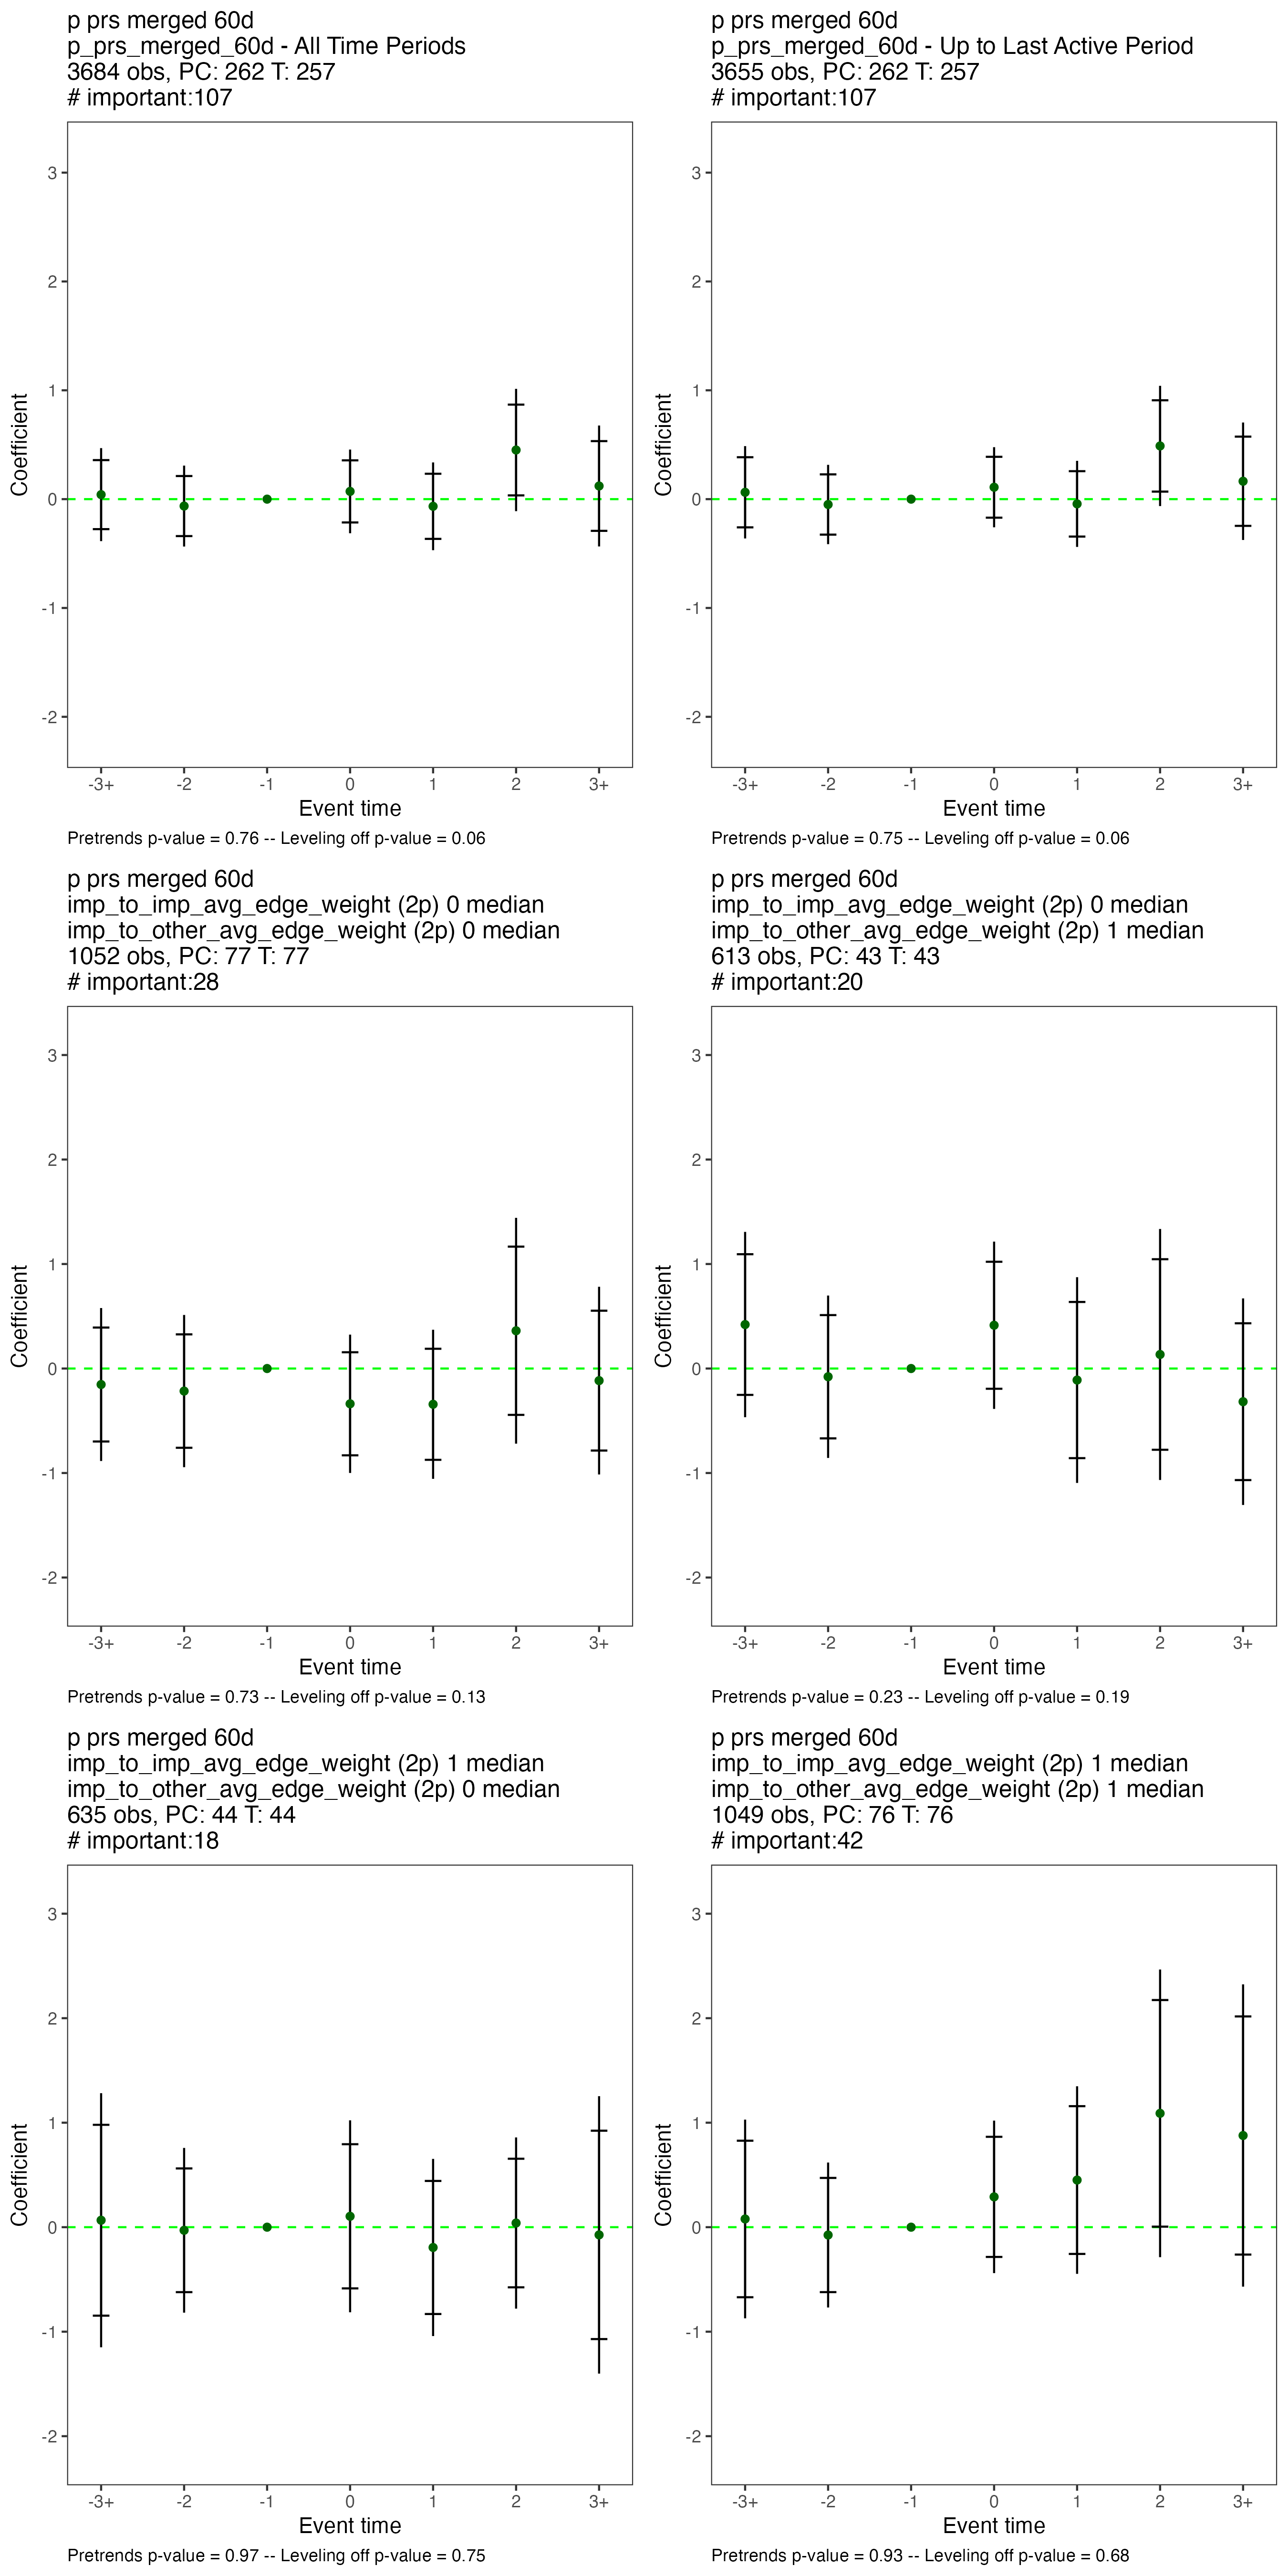 p prs merged 60d
p_prs_merged_60d - All Time Periods
3684 obs, PC: 262 T: 257
# important:107
3
2
1
0
-1
-2
Coefficient
-3+ -2 -1 0 1 2 3+
Event time
Pretrends p-value = 0.76 -- Leveling off p-value = 0.06
p prs merged 60d
p_prs_merged_60d - Up to Last Active Period
3655 obs, PC: 262 T: 257
# important:107
3
2
1
0
-1
-2
Coefficient
-3+ -2 -1 0 1 2 3+
Event time
Pretrends p-value = 0.75 -- Leveling off p-value = 0.06
p prs merged 60d
imp_to_imp_avg_edge_weight (2p) 0 median
imp_to_other_avg_edge_weight (2p) 0 median
1052 obs, PC: 77 T: 77
# important:28
3
2
1
0
-1
-2
Coefficient
-3+ -2 -1 0 1 2 3+
Event time
Pretrends p-value = 0.73 -- Leveling off p-value = 0.13
p prs merged 60d
imp_to_imp_avg_edge_weight (2p) 0 median
imp_to_other_avg_edge_weight (2p) 1 median
613 obs, PC: 43 T: 43
# important:20
3
2
1
0
-1
-2
Coefficient
-3+ -2 -1 0 1 2 3+
Event time
Pretrends p-value = 0.23 -- Leveling off p-value = 0.19
p prs merged 60d
imp_to_imp_avg_edge_weight (2p) 1 median
imp_to_other_avg_edge_weight (2p) 0 median
635 obs, PC: 44 T: 44
# important:18
3
2
1
0
-1
-2
Coefficient
-3+ -2 -1 0 1 2 3+
Event time
Pretrends p-value = 0.97 -- Leveling off p-value = 0.75
p prs merged 60d
imp_to_imp_avg_edge_weight (2p) 1 median
imp_to_other_avg_edge_weight (2p) 1 median
1049 obs, PC: 76 T: 76
# important:42
3
2
1
0
-1
-2
Coefficient
-3+ -2 -1 0 1 2 3+
Event time
Pretrends p-value = 0.93 -- Leveling off p-value = 0.68